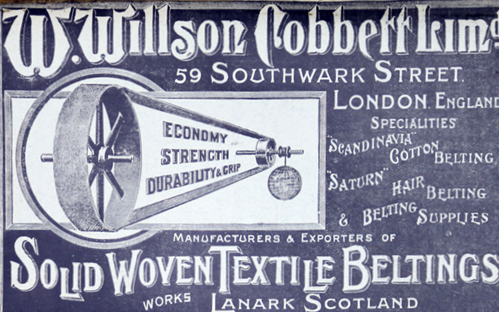 W. Willson Cobbett Limd
59 SOUTHWARK STREET.
LONDON, ENGLAND
SPECIALITIES
"SCANDINAVIA" COTTON BELTING
"SATURN" HAIR BELTING
& BELTING SUPPLIES
ECONOMY
STRENGTH
DURABILITY & GRIP
MANUFACTURERS & EXPORTERS OF
SOLID WOVEN TEXTILE BELTINGS
WORKS LANARK SCOTLAND